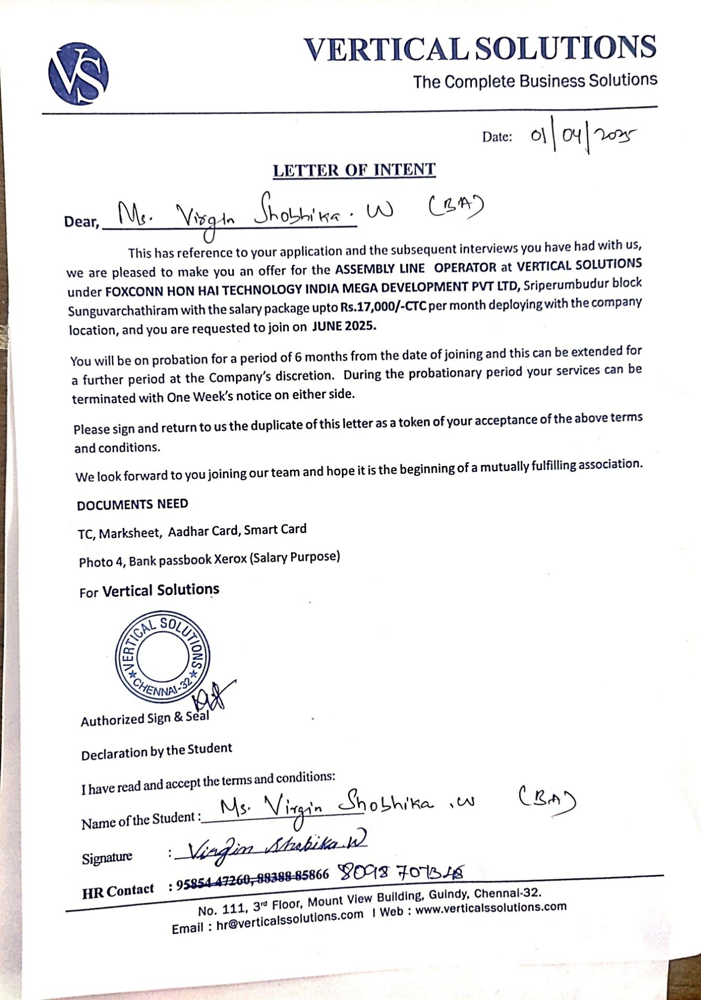 VS
VERTICAL SOLUTIONS
The Complete Business Solutions
Date: 01/04/2025
LETTER OF INTENT
Dear, Ms. Virgin Shobhika. W (BA)
This has reference to your application and the subsequent interviews you have had with us,
we are pleased to make you an offer for the ASSEMBLY LINE OPERATOR at VERTICAL SOLUTIONS
under FOXCONN HON HAI TECHNOLOGY INDIA MEGA DEVELOPMENT PVT LTD, Sriperumbudur block
Sunguvarchathiram with the salary package upto Rs.17,000/-CTC per month deploying with the company
location, and you are requested to join on JUNE 2025.
You will be on probation for a period of 6 months from the date of joining and this can be extended for
a further period at the Company's discretion. During the probationary period your services can be
terminated with One Week's notice on either side.
Please sign and return to us the duplicate of this letter as a token of your acceptance of the above terms
and conditions.
We look forward to you joining our team and hope it is the beginning of a mutually fulfilling association.
DOCUMENTS NEED
TC, Marksheet, Aadhar Card, Smart Card
Photo 4, Bank passbook Xerox (Salary Purpose)
For Vertical Solutions
VERTICAL SOLUTIONS
★ CHENNAI-32 ★
Authorized Sign & Seal
Declaration by the Student
I have read and accept the terms and conditions:
Name of the Student : Ms. Virgin Shobhika .W (BA)
Signature : Virgin Shobika.W
HR Contact : 95854 47260, 88388 85866 8098
No. 111, 3rd Floor, Mount View Building, Guindy, Chennai-32.
Email : hr@verticalssolutions.com I Web : www.verticalssolutions.com